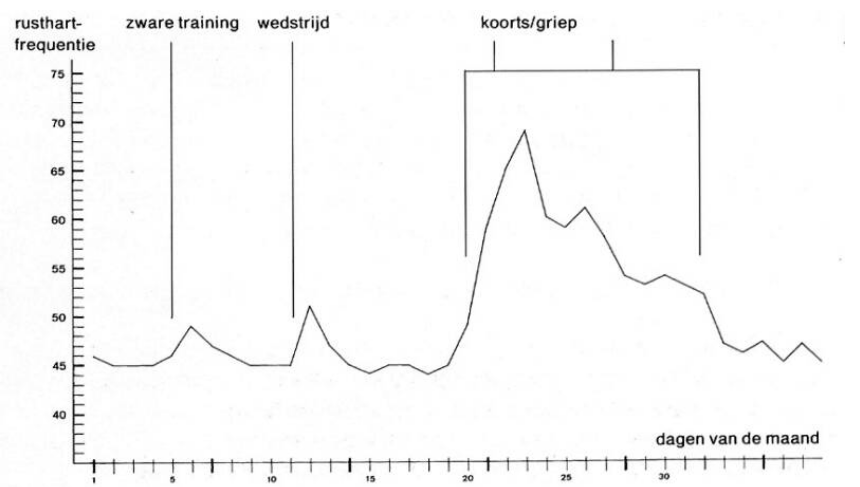 rusthart-
frequentie
zware training
wedstrijd
koorts/griep
75
70
65
60
55
50
45
40
dagen van de maand
1
5
10
15
20
25
30